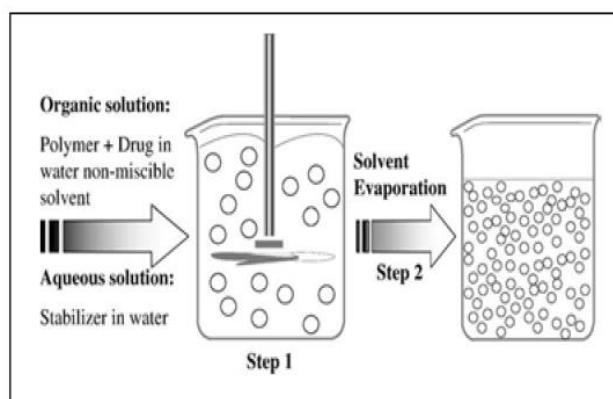 Organic solution:
Polymer + Drug in
water non-miscible
solvent
Aqueous solution:
Stabilizer in water
Step 1
Solvent
Evaporation
Step 2